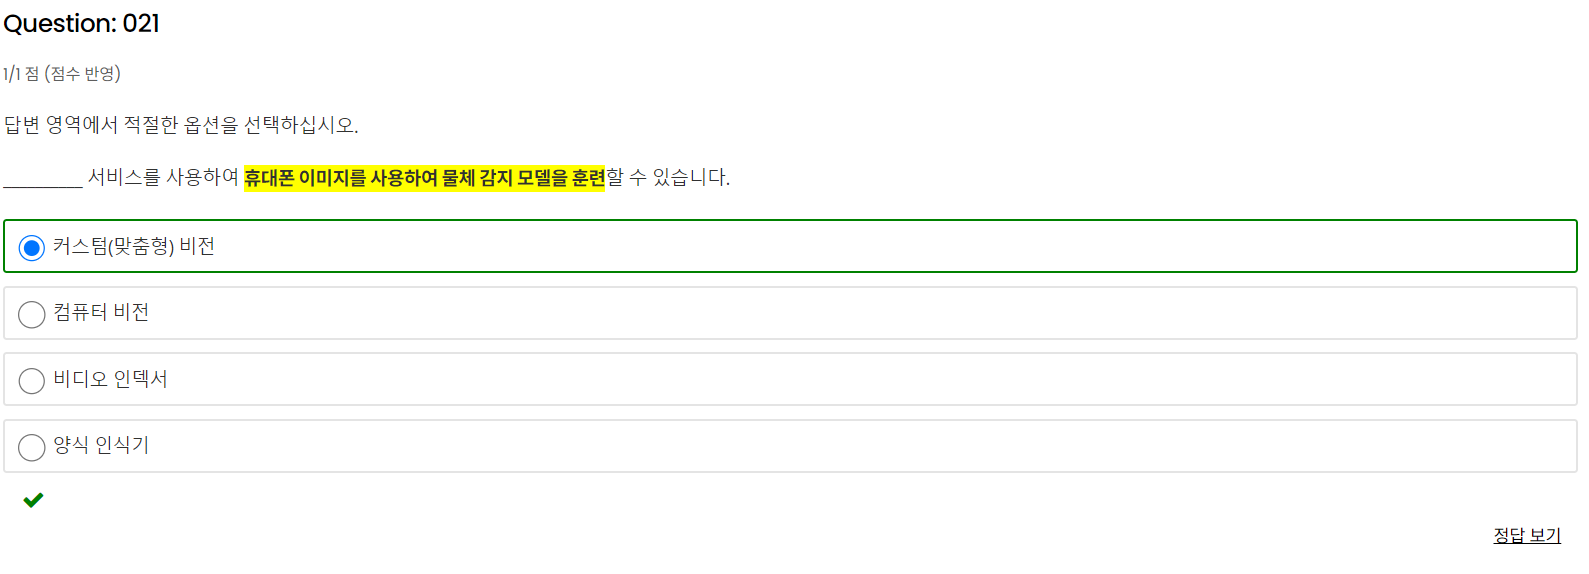 Question: 021
1/1 점 (점수 반영)
답변 영역에서 적절한 옵션을 선택하십시오.
________ 서비스를 사용하여 휴대폰 이미지를 사용하여 물체 감지 모델을 훈련할 수 있습니다.
커스텀(맞춤형) 비전
컴퓨터 비전
비디오 인덱서
양식 인식기
정답 보기